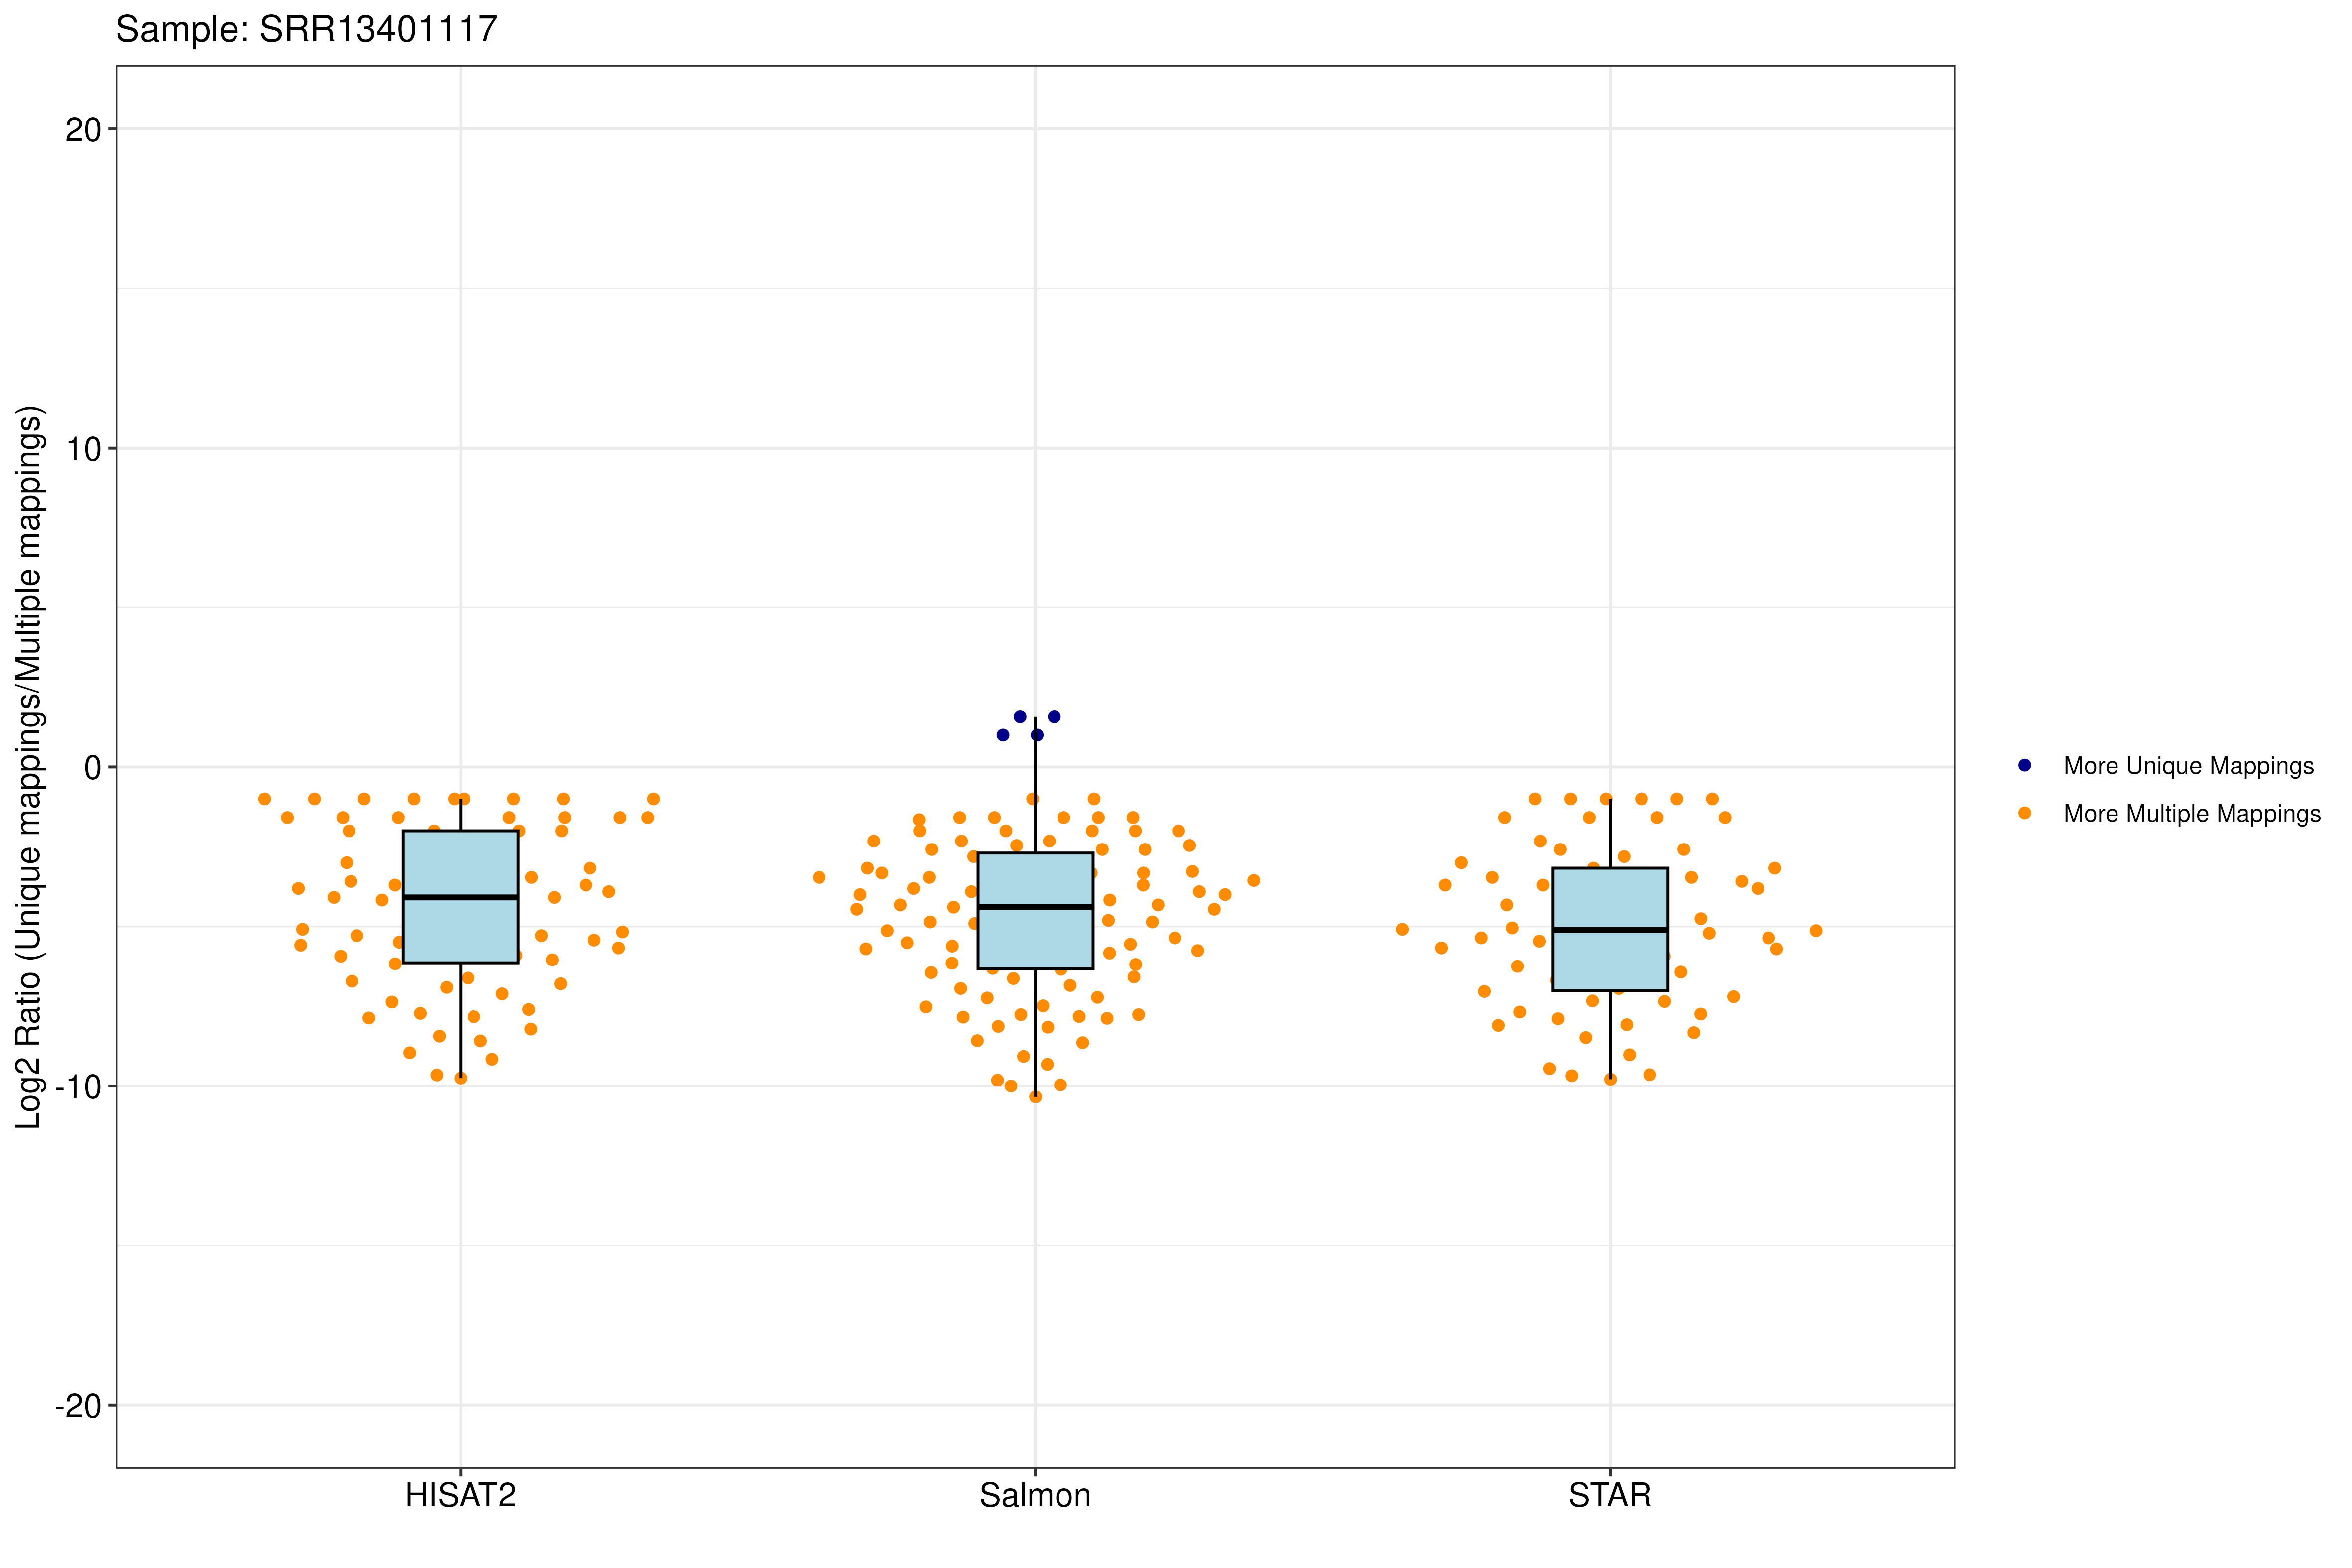 Sample: SRR13401117
Log2 Ratio (Unique mappings/Multiple mappings)
20
10
0
-10
-20
HISAT2
Salmon
STAR
More Unique Mappings
More Multiple Mappings